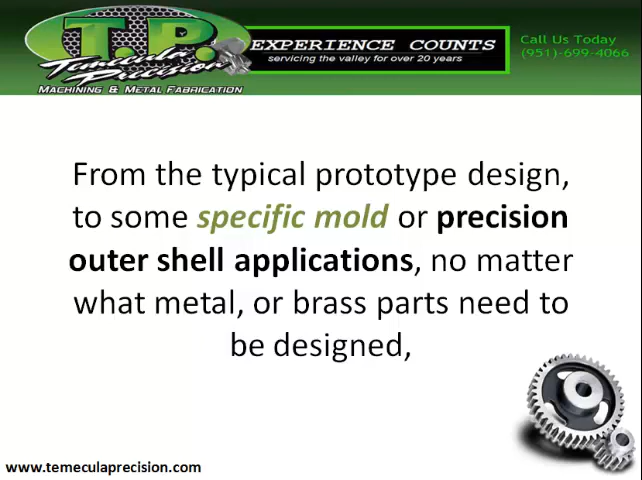 T.P.
Temecula
Precision
MACHINING & METAL FABRICATION
EXPERIENCE COUNTS
servicing the valley for over 20 years
Call Us Today
(951)-699-4066
From the typical prototype design,
to some specific mold or precision
outer shell applications, no matter
what metal, or brass parts need to
be designed,
www.temeculaprecision.com